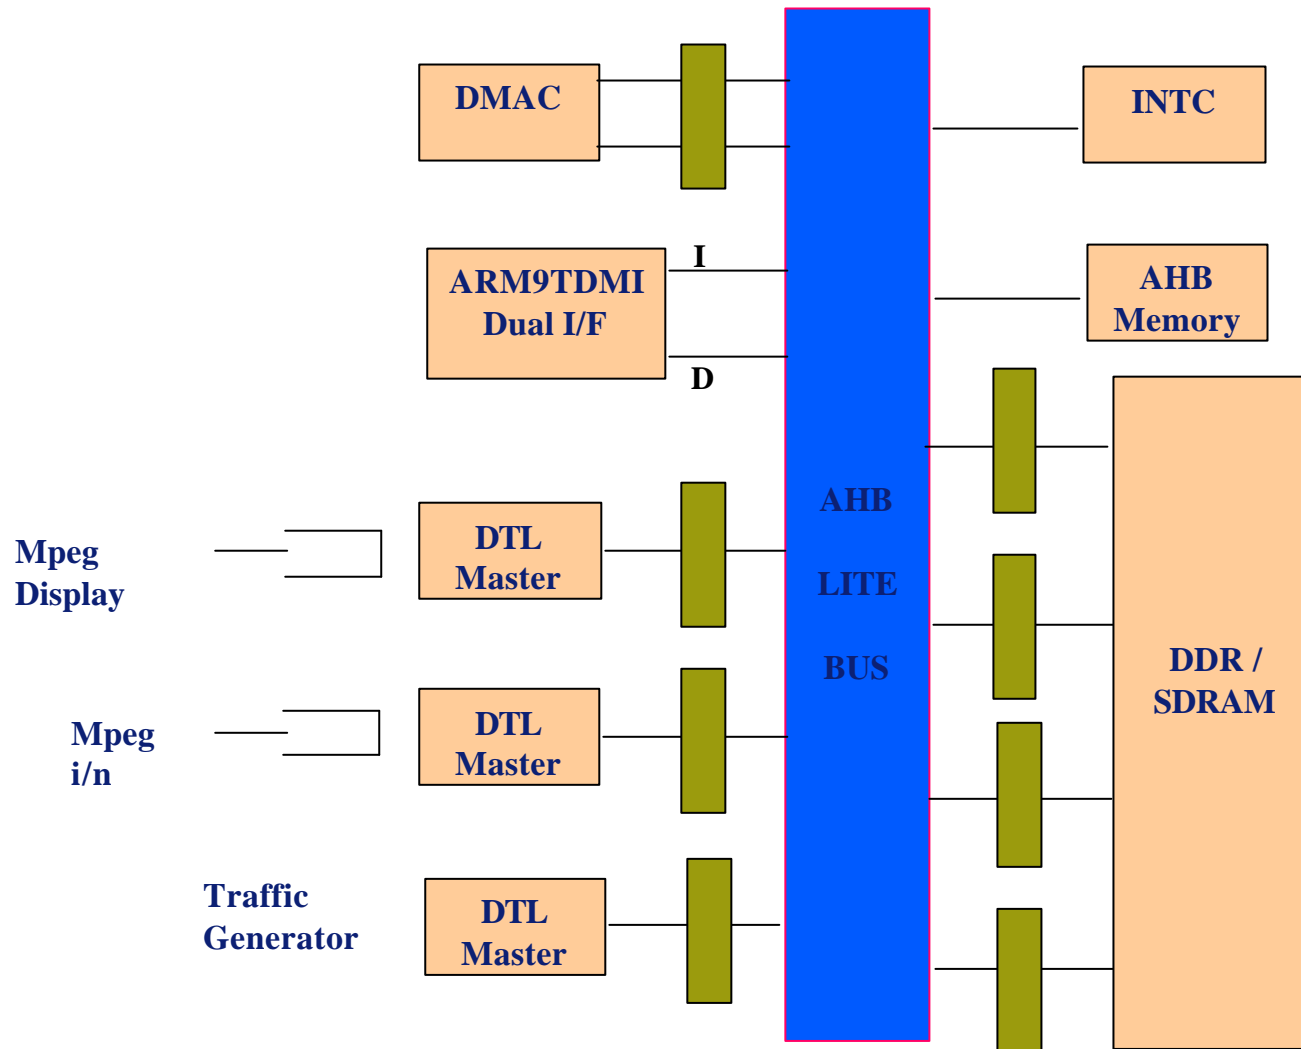 DMAC
INTC
I
ARM9TDMI
Dual I/F
D
AHB
Memory
Mpeg
Display
DTL
Master
AHB
LITE
BUS
DDR /
SDRAM
Mpeg
i/n
DTL
Master
Traffic
Generator
DTL
Master